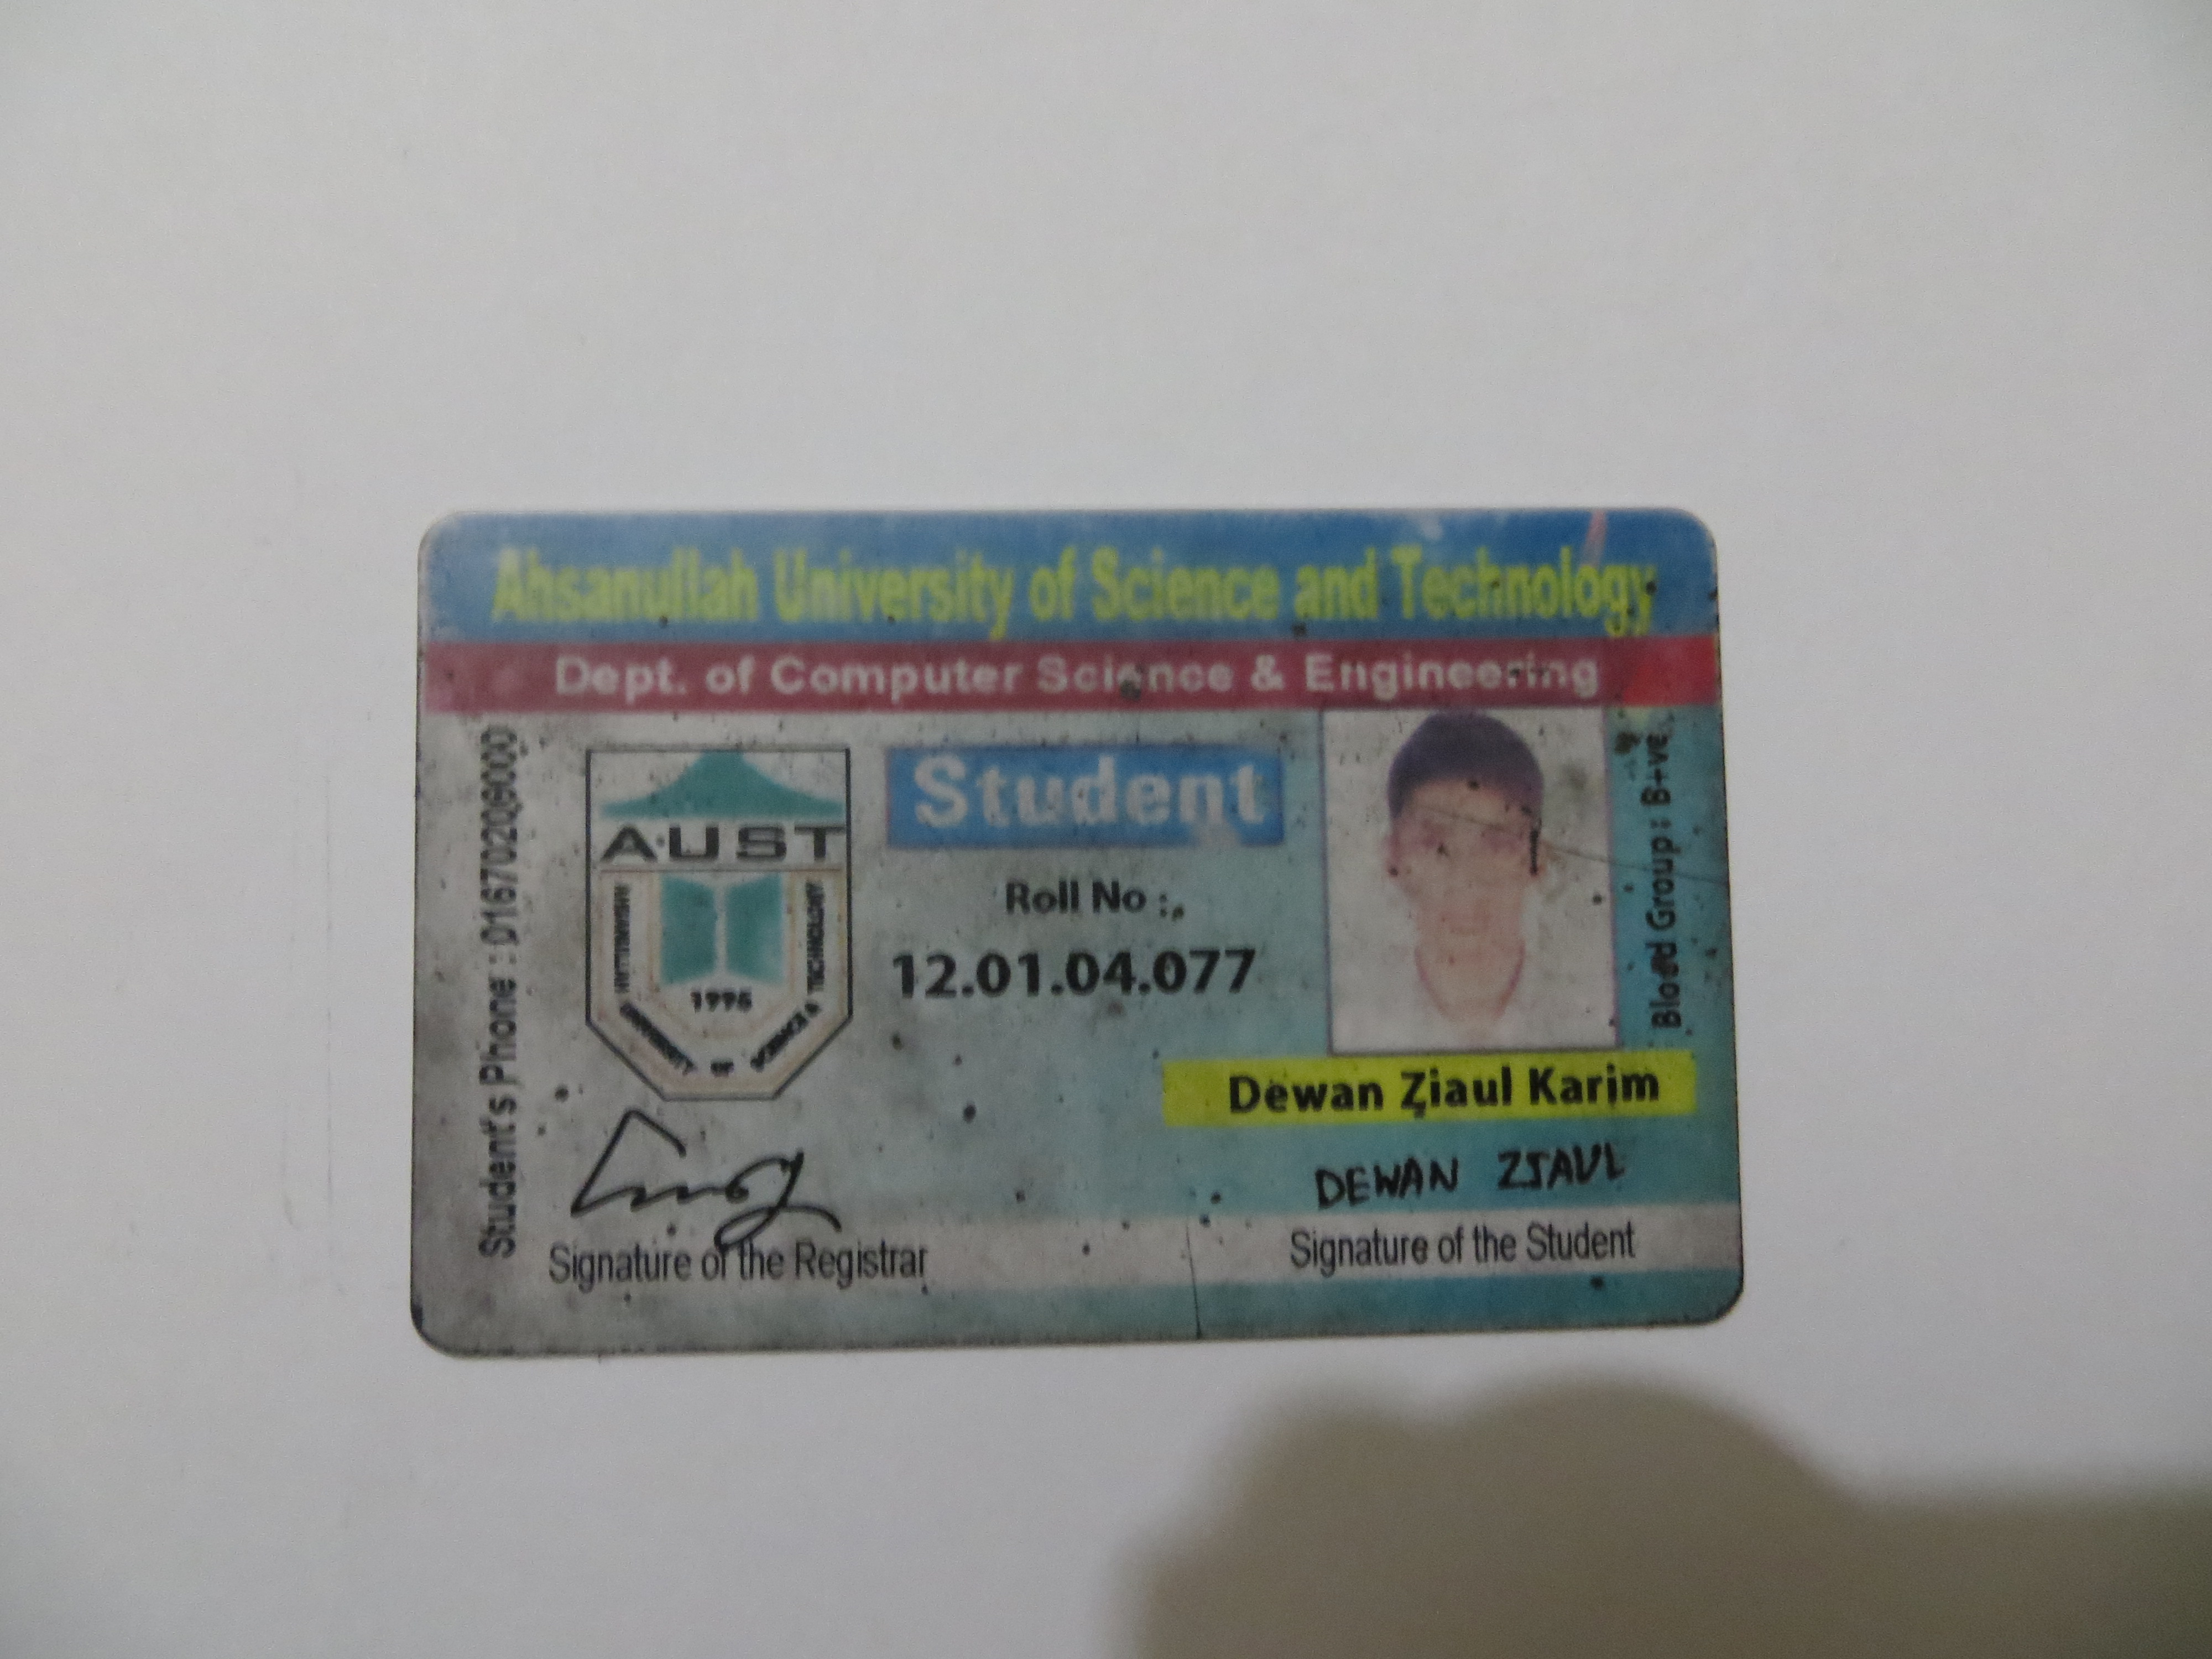 Ahsanullah University of Science and Technology
Dept. of Computer Science & Engineering
Student's Phone :
A.U.S.T
AHSANULLAH
UNIVERSITY OF SCIENCE &
TECHNOLOGY
1995
Student
Roll No :
12.01.04.077
Blood Group : B+ve
Dewan Ziaul Karim
DEWAN ZIAUL
Signature of the Registrar
Signature of the Student